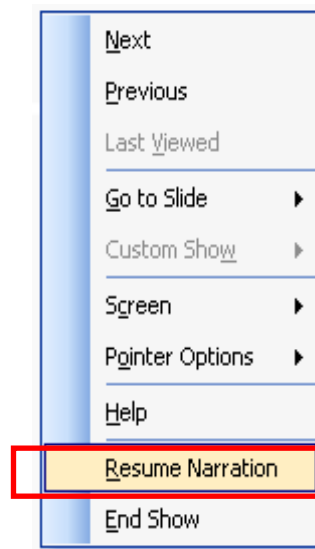 Next
Previous
Last Viewed
Go to Slide
Custom Show
Screen
Pointer Options
Help
Resume Narration
End Show